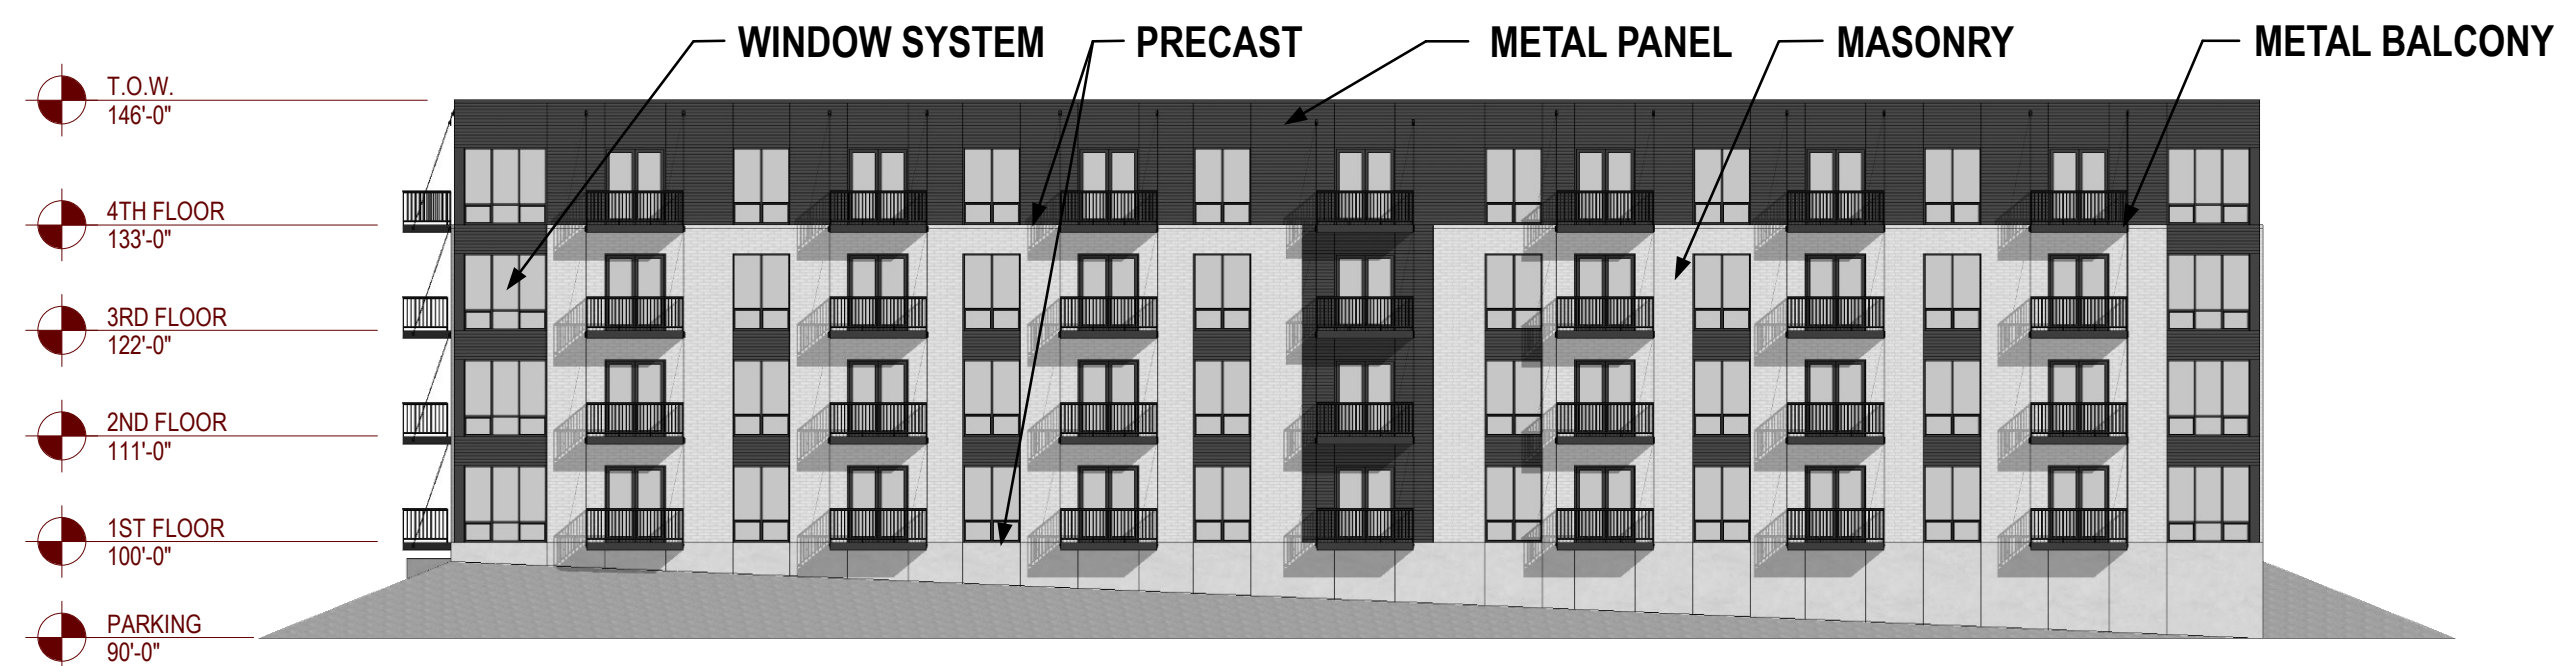 WINDOW SYSTEM
PRECAST
METAL PANEL
MASONRY
METAL BALCONY
T.O.W.
146'-0"
4TH FLOOR
133'-0"
3RD FLOOR
122'-0"
2ND FLOOR
111'-0"
1ST FLOOR
100'-0"
PARKING
90'-0"